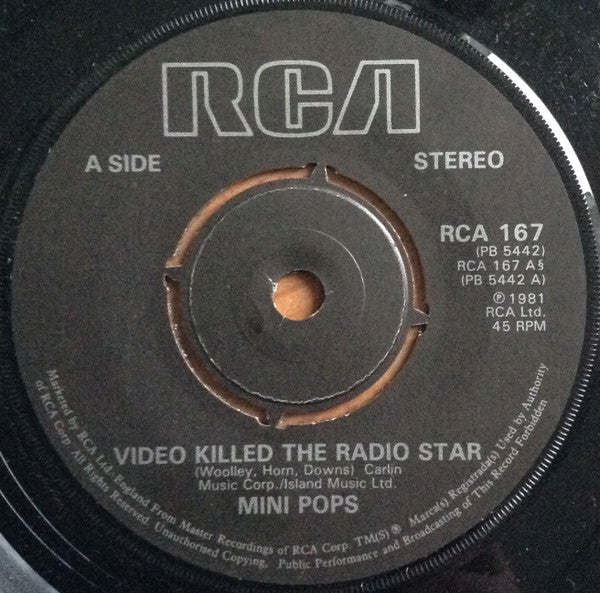 RCA
A SIDE
STEREO
RCA 167
(PB 5442)
RCA 167 A§
(PB 5442 A)
℗ 1981
RCA Ltd.
45 RPM
VIDEO KILLED THE RADIO STAR
(Woolley, Horn, Downs) Carlin
Music Corp./Island Music Ltd.
MINI POPS
Mastered by RCA Ltd. England From Master Recordings of RCA Corp. TM(S)® Marca(s) Registrada(s) Used by Authority
of RCA Corp. All Rights Reserved. Unauthorised Copying, Public Performance and Broadcasting of This Record Forbidden